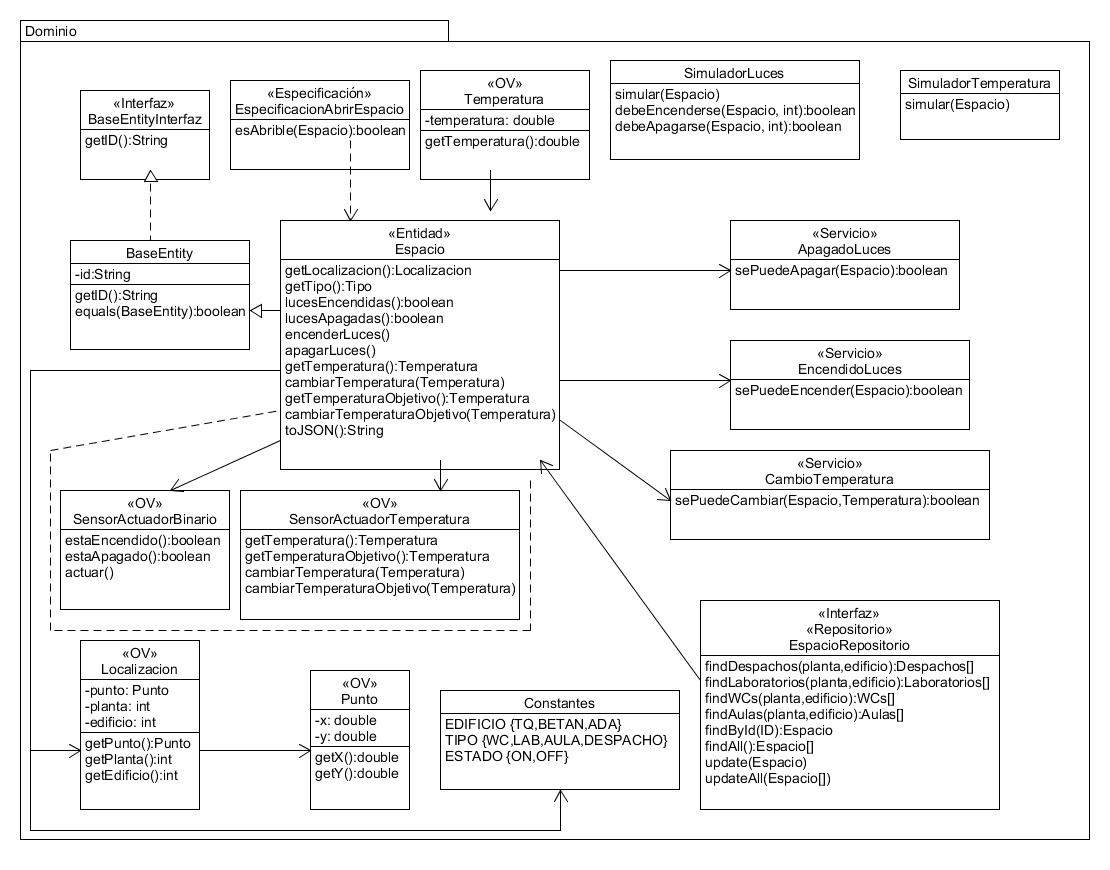 Dominio
«Interfaz»
BaseEntityInterfaz
getID():String
«Especificación»
EspecificacionAbrirEspacio
esAbrible(Espacio):boolean
«OV»
Temperatura
-temperatura: double
getTemperatura():double
SimuladorLuces
simular(Espacio)
debeEncenderse(Espacio, int):boolean
debeApagarse(Espacio, int):boolean
SimuladorTemperatura
simular(Espacio)
BaseEntity
-id:String
getID():String
equals(BaseEntity):boolean
«Entidad»
Espacio
getLocalizacion():Localizacion
getTipo():Tipo
lucesEncendidas():boolean
lucesApagadas():boolean
encenderLuces()
apagarLuces()
getTemperatura():Temperatura
cambiarTemperatura(Temperatura)
getTemperaturaObjetivo():Temperatura
cambiarTemperaturaObjetivo(Temperatura)
toJSON():String
«Servicio»
ApagadoLuces
sePuedeApagar(Espacio):boolean
«Servicio»
EncendidoLuces
sePuedeEncender(Espacio):boolean
«Servicio»
CambioTemperatura
sePuedeCambiar(Espacio,Temperatura):boolean
«OV»
SensorActuadorBinario
estaEncendido():boolean
estaApagado():boolean
actuar()
«OV»
SensorActuadorTemperatura
getTemperatura():Temperatura
getTemperaturaObjetivo():Temperatura
cambiarTemperatura(Temperatura)
cambiarTemperaturaObjetivo(Temperatura)
«OV»
Localizacion
-punto: Punto
-planta: int
-edificio: int
getPunto():Punto
getPlanta():int
getEdificio():int
«OV»
Punto
-x: double
-y: double
getX():double
getY():double
Constantes
EDIFICIO {TQ,BETAN,ADA}
TIPO {WC,LAB,AULA,DESPACHO}
ESTADO {ON,OFF}
«Interfaz»
«Repositorio»
EspacioRepositorio
findDespachos(planta,edificio):Despachos[]
findLaboratorios(planta,edificio):Laboratorios[]
findWCs(planta,edificio):WCs[]
findAulas(planta,edificio):Aulas[]
findById(ID):Espacio
findAll():Espacio[]
update(Espacio)
updateAll(Espacio[])